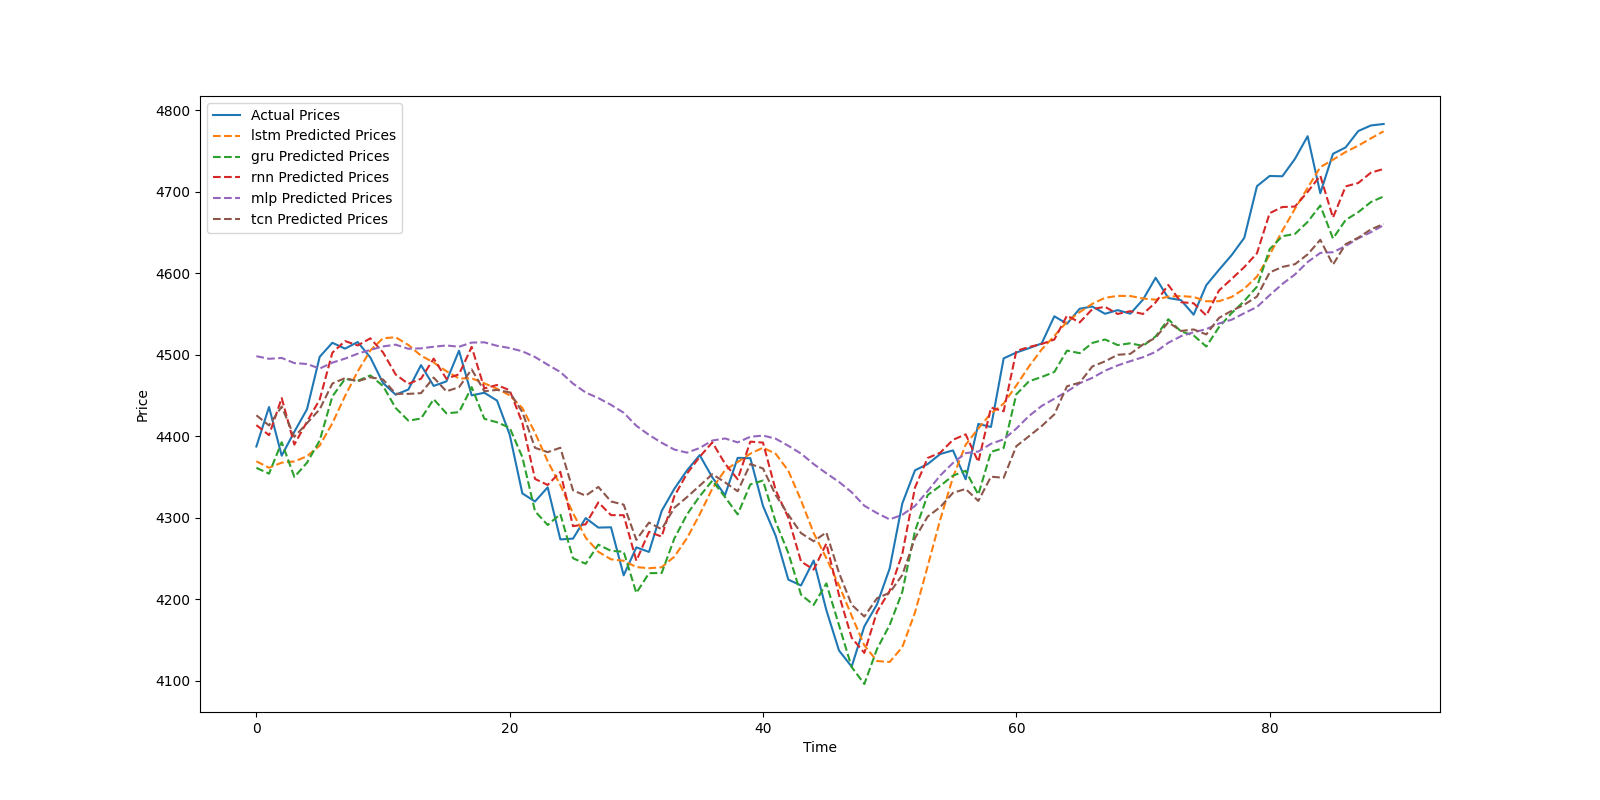 4800
4700
4600
4500
4400
4300
4200
4100
Price
Actual Prices
lstm Predicted Prices
gru Predicted Prices
rnn Predicted Prices
mlp Predicted Prices
tcn Predicted Prices
0 20 40 60 80
Time